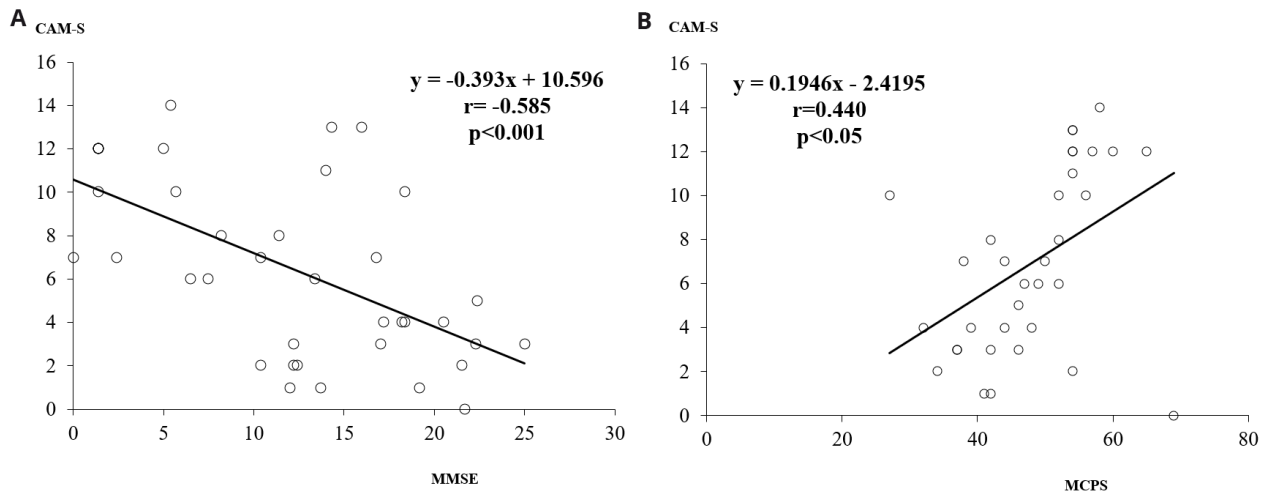 A
CAM-S
16
14
12
10
8
6
4
2
0
0 5 10 15 20 25 30
MMSE
y = -0.393x + 10.596
r= -0.585
p<0.001
B
CAM-S
16
14
12
10
8
6
4
2
0
0 20 40 60 80
MCPS
y = 0.1946x - 2.4195
r=0.440
p<0.05